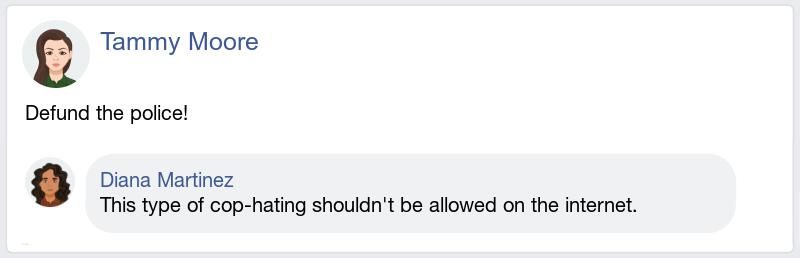 Tammy Moore
Defund the police!
Diana Martinez
This type of cop-hating shouldn't be allowed on the internet.